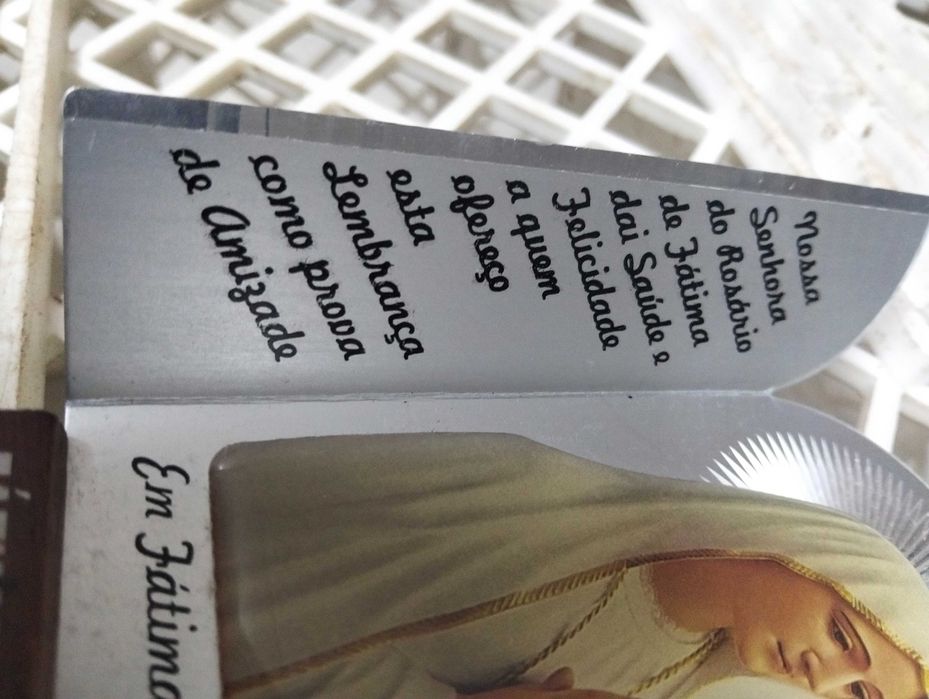 Nossa
Senhora
do Rosário
de Fátima
dai Saúde e
Felicidade
a quem
ofereço
esta
Lembrança
como prova
de Amizade
Em Fátima